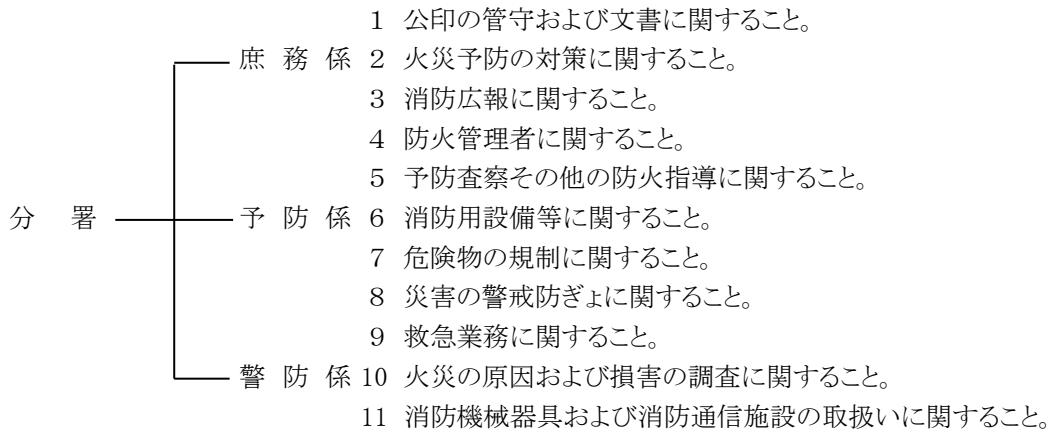 1 公印の管守および文書に関すること。
庶務係 2 火災予防の対策に関すること。
3 消防広報に関すること。
4 防火管理者に関すること。
5 予防査察その他の防火指導に関すること。
分署 予防係 6 消防用設備等に関すること。
7 危険物の規制に関すること。
8 災害の警戒防ぎょに関すること。
9 救急業務に関すること。
警防係 10 火災の原因および損害の調査に関すること。
11 消防機械器具および消防通信施設の取扱いに関すること。